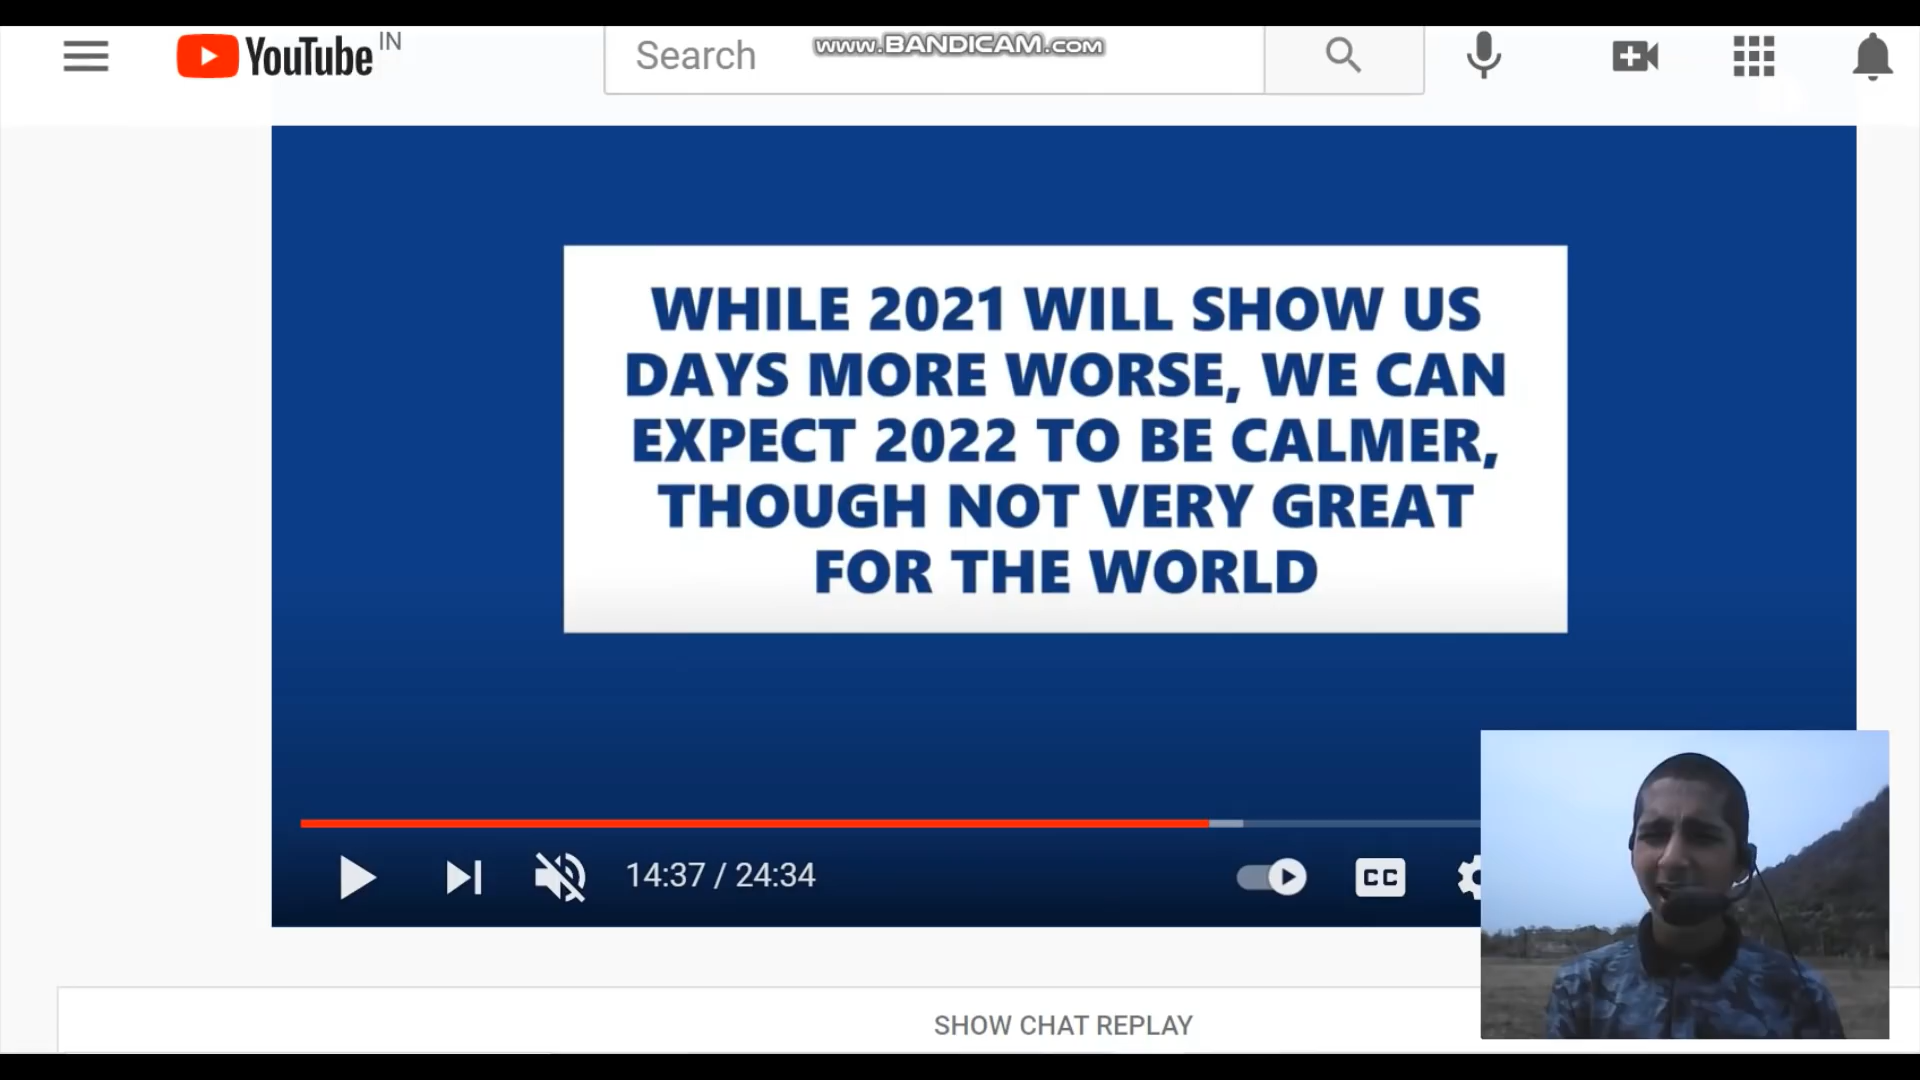 YouTube IN
Search
www.BANDICAM.com
WHILE 2021 WILL SHOW US
DAYS MORE WORSE, WE CAN
EXPECT 2022 TO BE CALMER,
THOUGH NOT VERY GREAT
FOR THE WORLD
14:37 / 24:34
CC
SHOW CHAT REPLAY